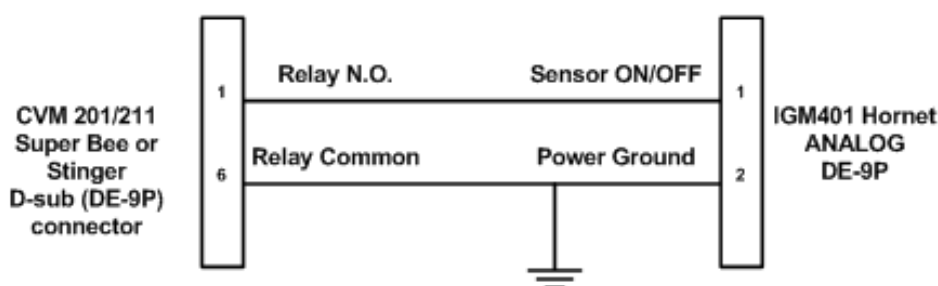 CVM 201/211
Super Bee or
Stinger
D-sub (DE-9P)
connector
1
Relay N.O.
Sensor ON/OFF
1
6
Relay Common
Power Ground
2
IGM401 Hornet
ANALOG
DE-9P